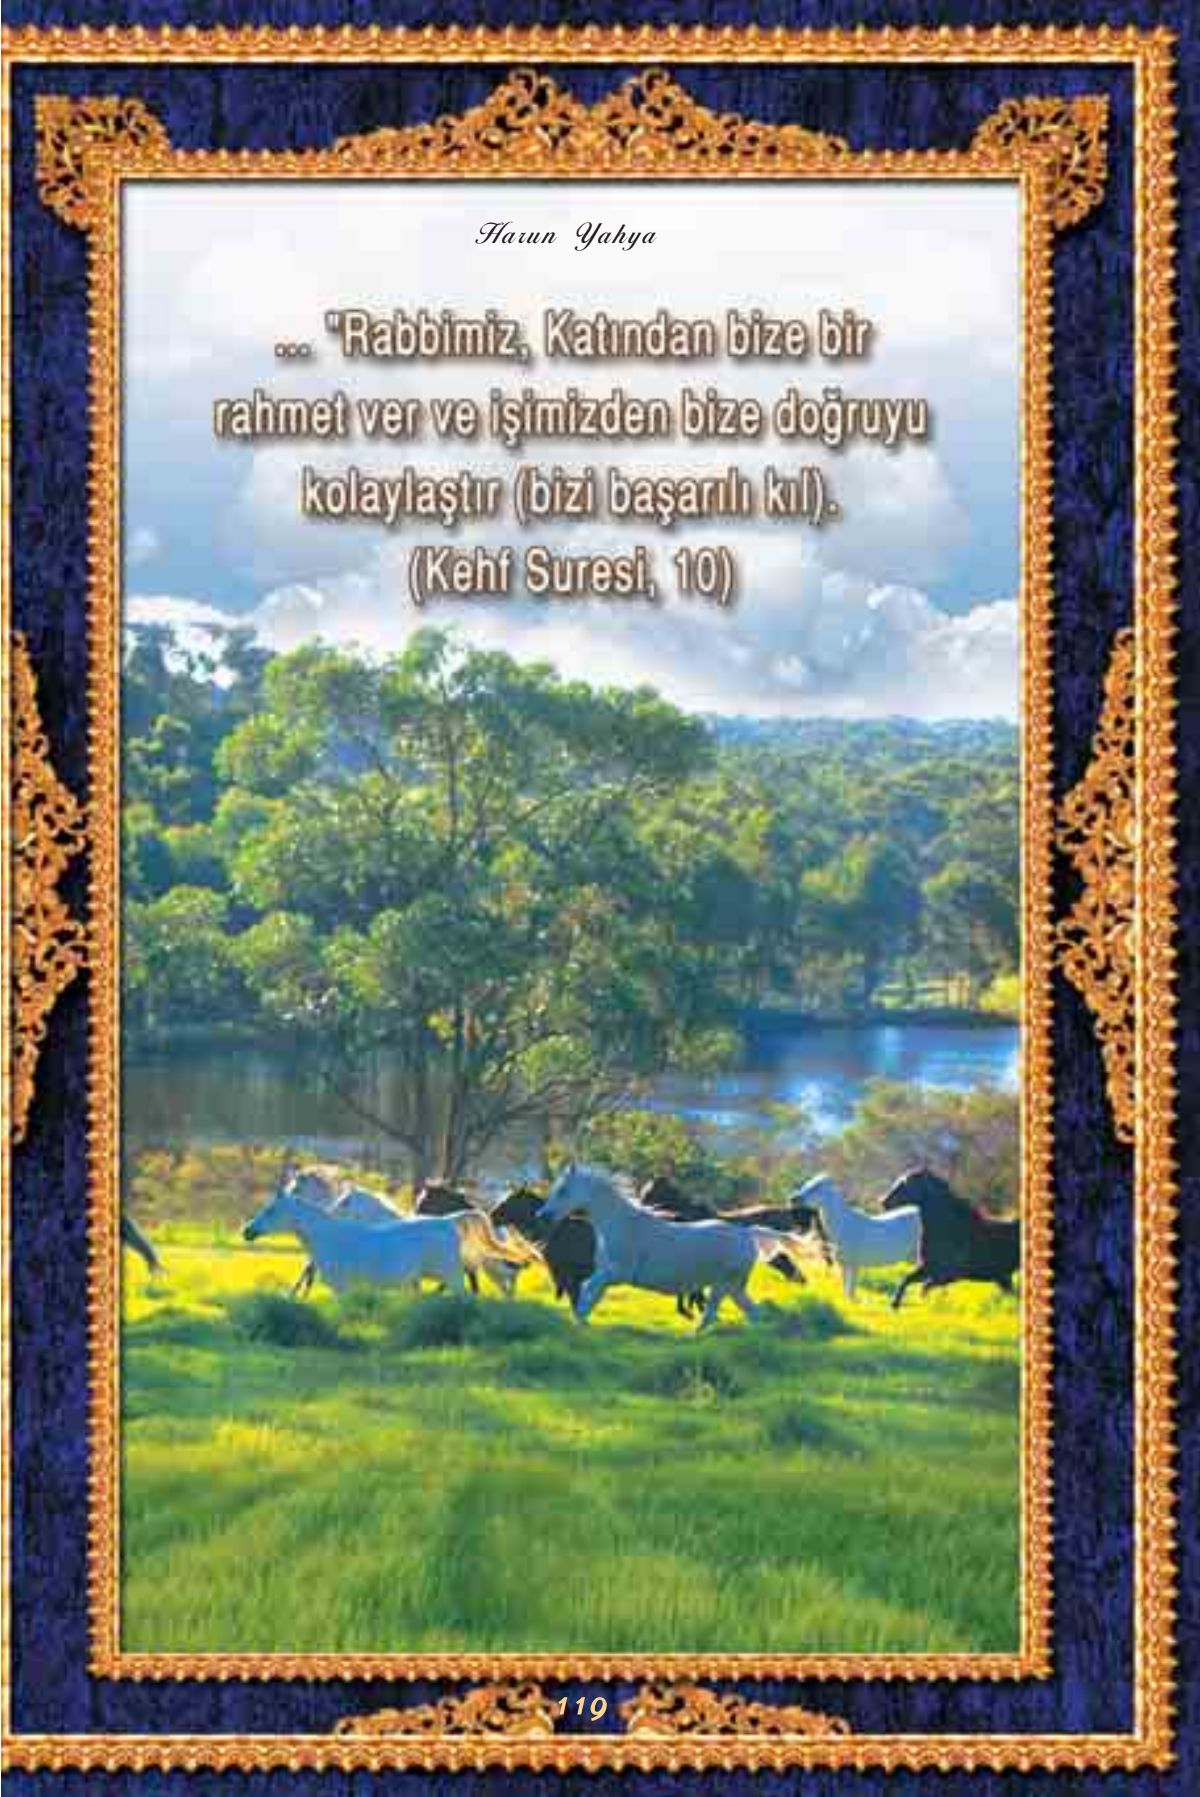 Harun Yahya
... "Rabbimiz, Katından bize bir
rahmet ver ve işimizden bize doğruyu
kolaylaştır (bizi başarılı kıl).
(Kehf Suresi, 10)
119